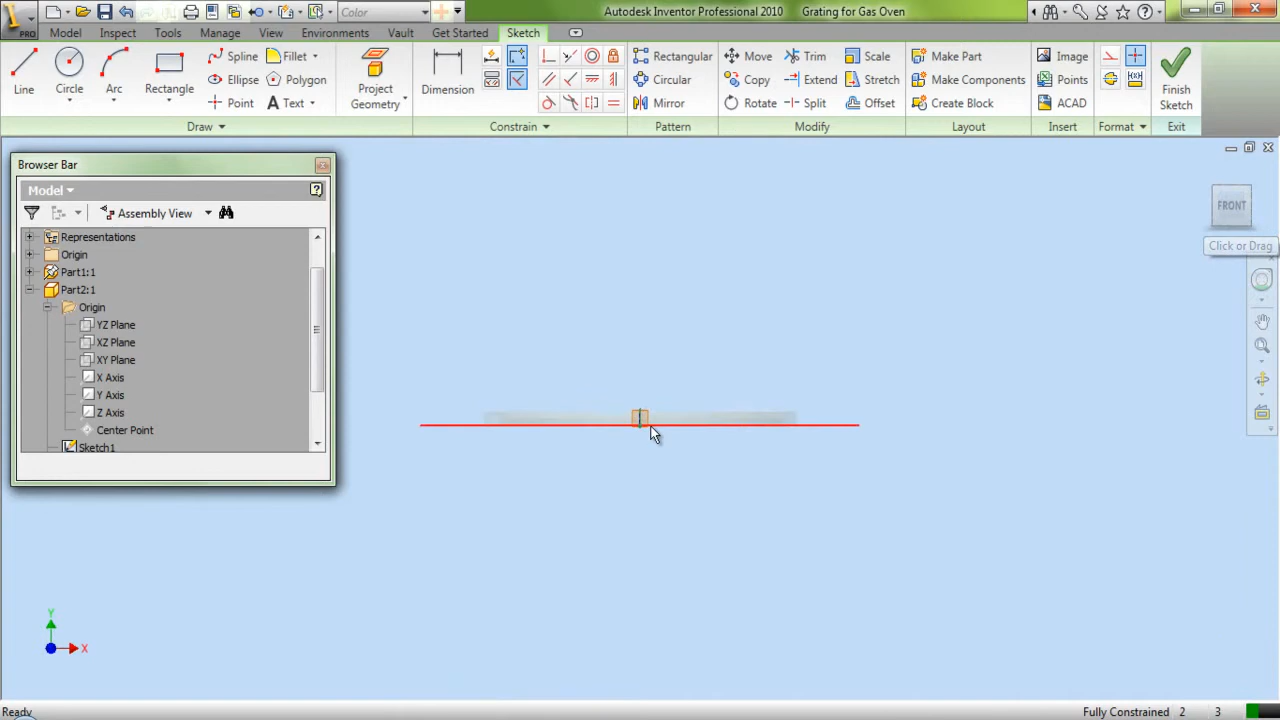 Color
Autodesk Inventor Professional 2010 Grating for Gas Oven
PRO
Model Inspect Tools Manage View Environments Vault Get Started Sketch
Line Circle Arc Rectangle
Spline Fillet
Ellipse Polygon
Point Text
Project Geometry
Dimension
Rectangular
Circular
Mirror
Move Trim Scale
Copy Extend Stretch
Rotate Split Offset
Make Part
Make Components
Create Block
Image
Points
ACAD
Finish Sketch
Draw Constrain Pattern Modify Layout Insert Format Exit
Browser Bar
Model
Assembly View
Representations
Origin
Part1:1
Part2:1
Origin
YZ Plane
XZ Plane
XY Plane
X Axis
Y Axis
Z Axis
Center Point
Sketch1
FRONT
Click or Drag
Y
X
Ready
Fully Constrained 2 3